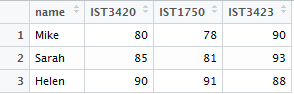 name IST3420 IST1750 IST3423
1 Mike 80 78 90
2 Sarah 85 81 93
3 Helen 90 91 88